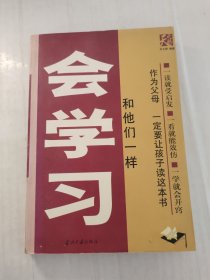 会学习
和他们一样
作为父母 一定要让孩子读这本书
一读就受启发 ■ 一看就能效仿 ■ 一学就会开窍